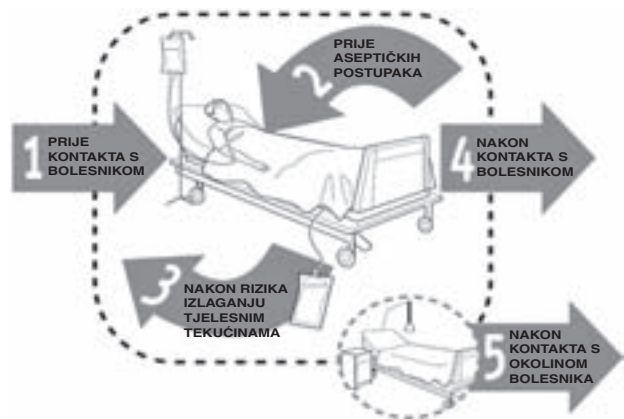 1
PRIJE
KONTAKTA S
BOLESNIKOM
2
PRIJE
ASEPTIČKIH
POSTUPAKA
3
NAKON RIZIKA
IZLAGANJU
TJELESNIM
TEKUĆINAMA
4
NAKON
KONTAKTA S
BOLESNIKOM
5
NAKON
KONTAKTA S
OKOLINOM
BOLESNIKA